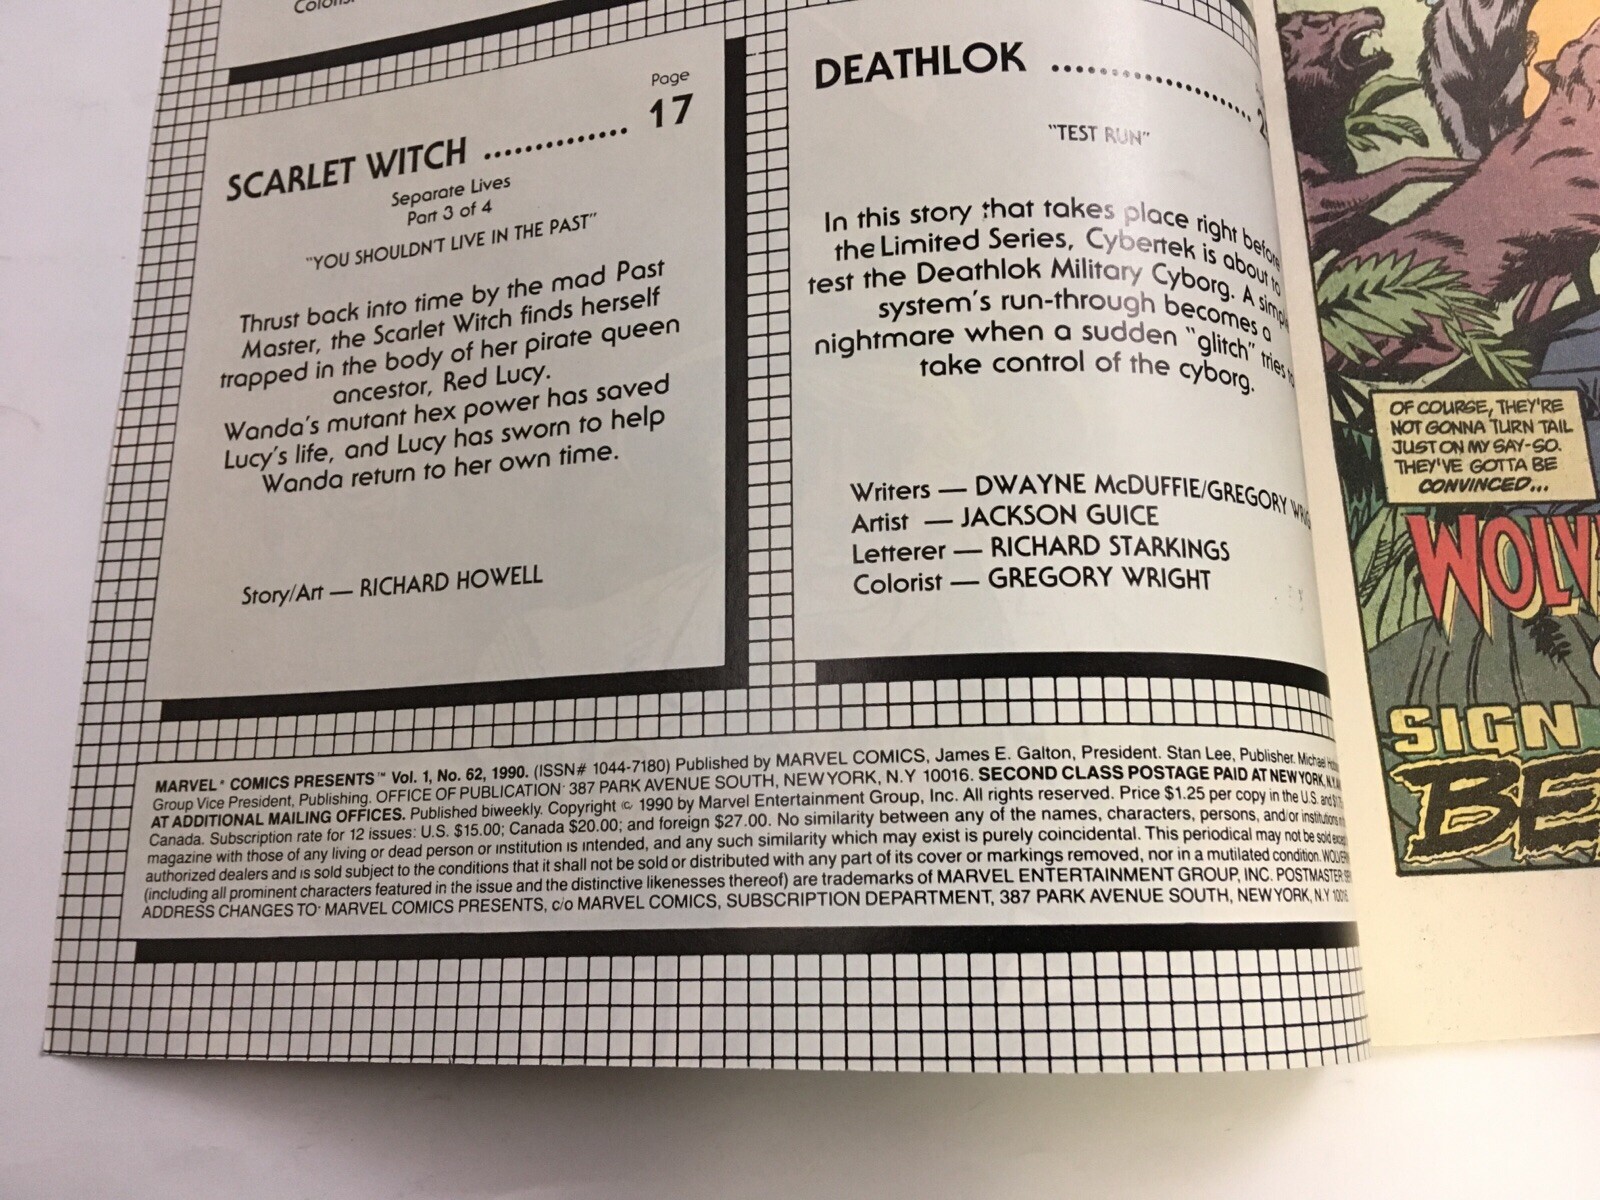 Page
SCARLET WITCH .............. 17
Separate Lives
Part 3 of 4
"YOU SHOULDN'T LIVE IN THE PAST"
Thrust back into time by the mad Past
Master, the Scarlet Witch finds herself
trapped in the body of her pirate queen
ancestor, Red Lucy.
Wanda's mutant hex power has saved
Lucy's life, and Lucy has sworn to help
Wanda return to her own time.
Story/Art — RICHARD HOWELL
DEATHLOK ....................
"TEST RUN"
In this story that takes place right before
the Limited Series, Cybertek is about to
test the Deathlok Military Cyborg. A simple
system's run-through becomes a
nightmare when a sudden "glitch" tries to
take control of the cyborg.
Writers — DWAYNE McDUFFIE/GREGORY
Artist — JACKSON GUICE
Letterer — RICHARD STARKINGS
Colorist — GREGORY WRIGHT
MARVEL® COMICS PRESENTS™ Vol. 1, No. 62, 1990. (ISSN# 1044-7180) Published by MARVEL COMICS, James E. Galton, President. Stan Lee, Publisher. Michael
Group Vice President, Publishing. OFFICE OF PUBLICATION: 387 PARK AVENUE SOUTH, NEW YORK, N.Y. 10016. SECOND CLASS POSTAGE PAID AT NEW YORK, N.Y.
AT ADDITIONAL MAILING OFFICES. Published biweekly. Copyright © 1990 by Marvel Entertainment Group, Inc. All rights reserved. Price $1.25 per copy in the U.S. and
Canada. Subscription rate for 12 issues: U.S. $15.00; Canada $20.00; and foreign $27.00. No similarity between any of the names, characters, persons, and/or institutions
magazine with those of any living or dead person or institution is intended, and any such similarity which may exist is purely coincidental. This periodical may not be sold
authorized dealers and is sold subject to the conditions that it shall not be sold or distributed with any part of its cover or markings removed, nor in a mutilated condition.
(including all prominent characters featured in the issue and the distinctive likenesses thereof) are trademarks of MARVEL ENTERTAINMENT GROUP, INC. POSTMASTER:
ADDRESS CHANGES TO: MARVEL COMICS PRESENTS, c/o MARVEL COMICS, SUBSCRIPTION DEPARTMENT, 387 PARK AVENUE SOUTH, NEW YORK, N.Y. 10016
OF COURSE, THEY'RE
NOT GONNA TURN TAIL
JUST ON MY SAY-SO.
THEY'VE GOTTA BE
CONVINCED...
WOLV
SIGN
BE